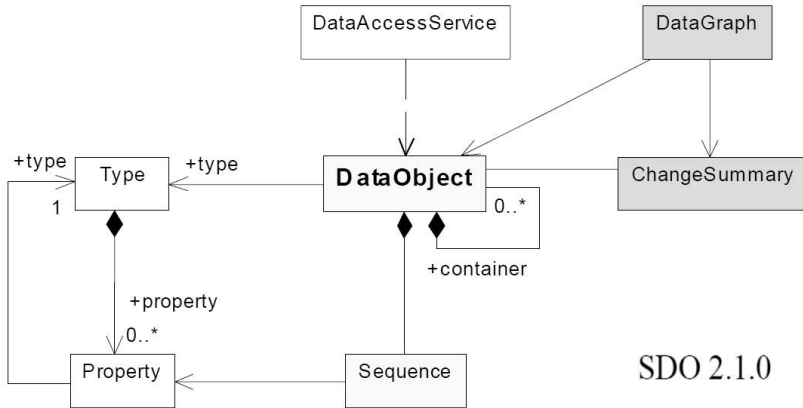 DataAccessService
DataGraph
+type
Type
+type
DataObject
ChangeSummary
1
0..*
+container
+property
0..*
Property
Sequence
SDO 2.1.0